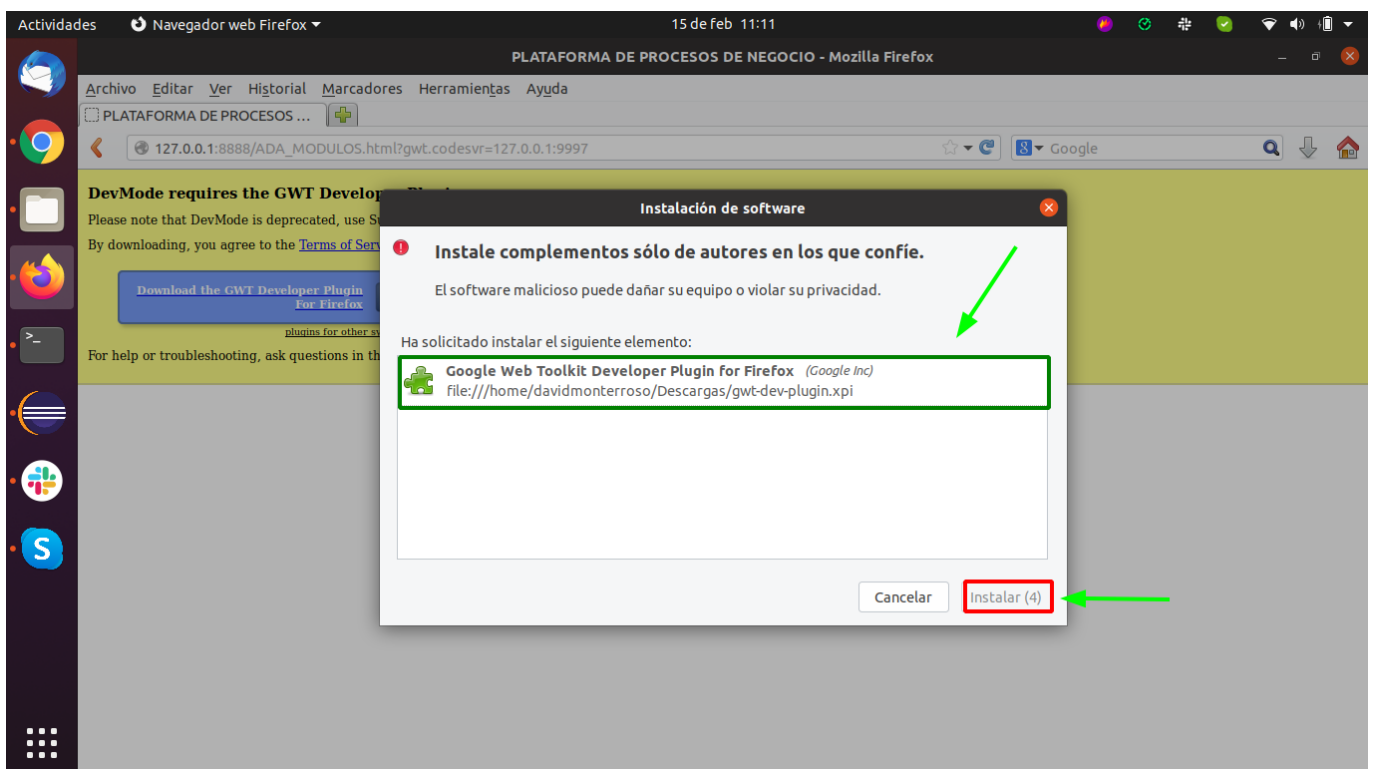 Actividades Navegador web Firefox 15 de feb 11:11
PLATAFORMA DE PROCESOS DE NEGOCIO - Mozilla Firefox
Archivo Editar Ver Historial Marcadores Herramientas Ayuda
PLATAFORMA DE PROCESOS ...
127.0.0.1:8888/ADA_MODULOS.html?gwt.codesvr=127.0.0.1:9997
Google
DevMode requires the GWT Develop
Please note that DevMode is deprecated, use Su
By downloading, you agree to the Terms of Serv
Download the GWT Developer Plugin
For Firefox
plugins for other sy
For help or troubleshooting, ask questions in th
Instalación de software
Instale complementos sólo de autores en los que confíe.
El software malicioso puede dañar su equipo o violar su privacidad.
Ha solicitado instalar el siguiente elemento:
Google Web Toolkit Developer Plugin for Firefox (Google Inc)
file:///home/davidmonterroso/Descargas/gwt-dev-plugin.xpi
Cancelar Instalar (4)